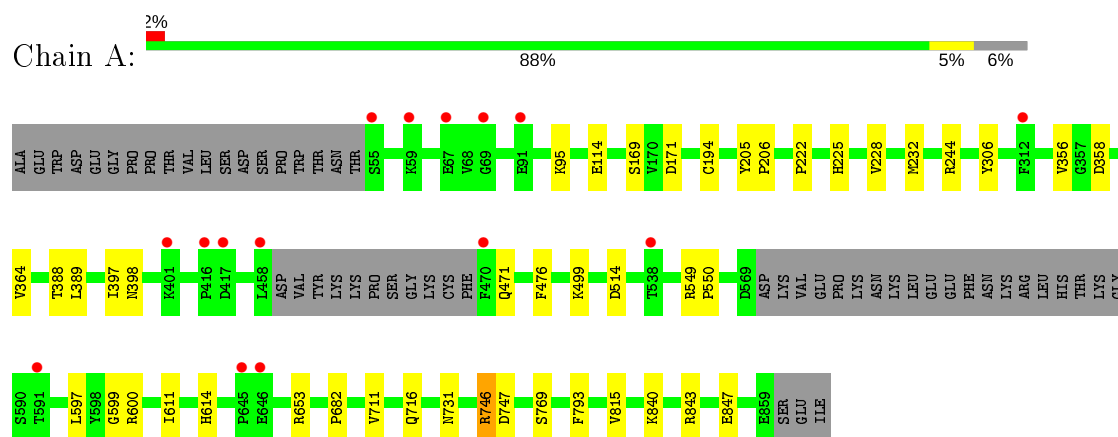 2%
Chain A:
88% 5% 6%
ALA GLU TRP ASP GLU GLY PRO PRO THR VAL LEU SER ASP SER PRO TRP THR ASN THR S55 K59 E67 V68 G69 E91 K95 E114 S169 V170 D171 C194 Y205 P206 P222 H225 V228 M232 R244 Y306 F312 V356 G357 D358
V364 T388 L389 I397 N398 K401 P416 D417 L458 ASP VAL TYR LYS LYS PRO SER GLY LYS CYS PHE F470 Q471 F476 K499 D514 T538 R549 P550 D569 ASP LYS VAL GLU PRO LYS ASN LYS LEU GLU GLU PHE ASN LYS ARG LEU HIS THR LYS GLY
S590 T591 L597 Y598 G599 R600 I611 H614 P645 E646 R653 P682 V711 Q716 N731 R746 D747 S769 F793 V815 K840 R843 E847 E859 SER GLU ILE